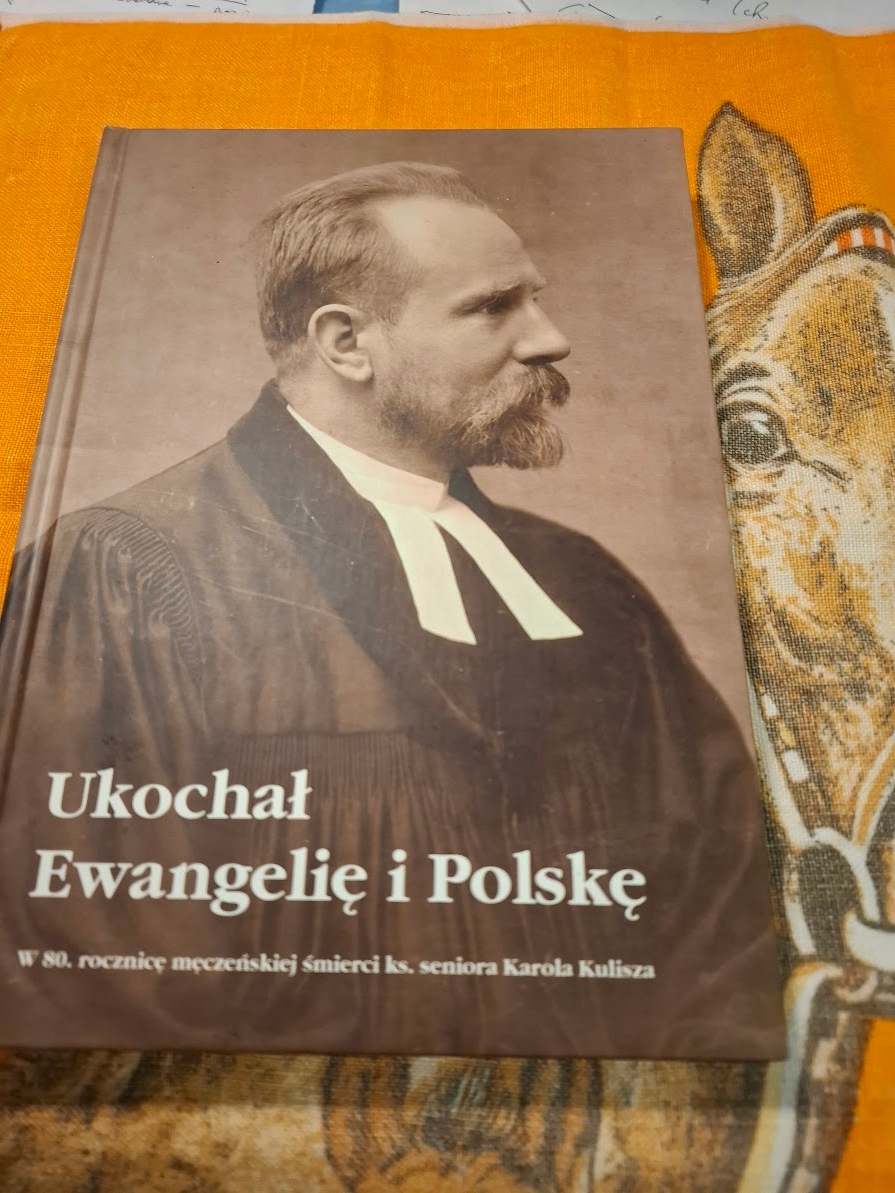 Ukochał
Ewangelię i Polskę
W 80. rocznicę męczeńskiej śmierci ks. seniora Karola Kulisza